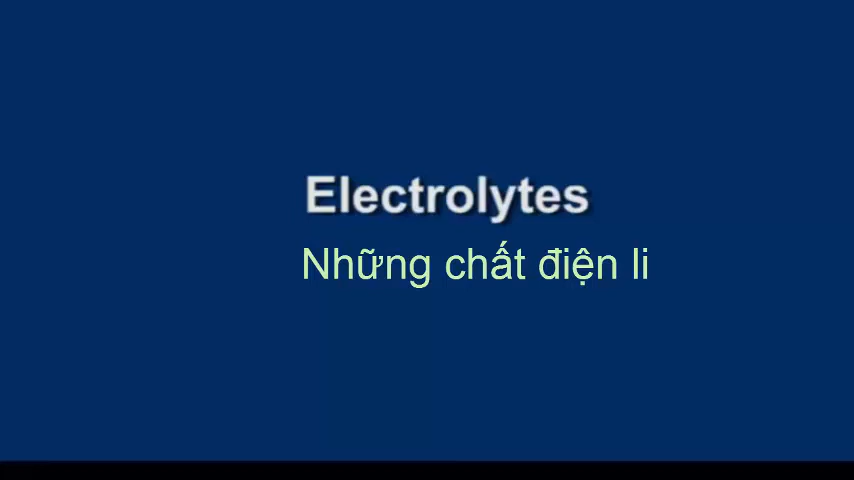 Electrolytes
Những chất điện li